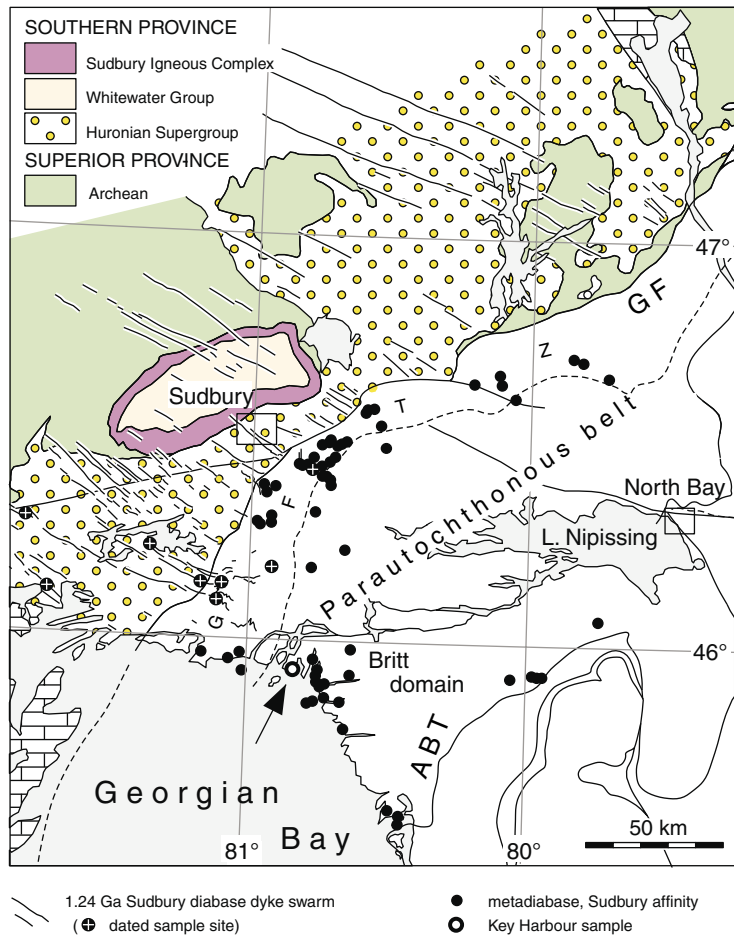 SOUTHERN PROVINCE
Sudbury Igneous Complex
Whitewater Group
Huronian Supergroup
SUPERIOR PROVINCE
Archean
47°
GF
Z
T
Sudbury
L
F
G
Parautochthonous belt
North Bay
L. Nipissing
46°
Britt
domain
ABT
Georgian
Bay
81°
80°
50 km
1.24 Ga Sudbury diabase dyke swarm
( dated sample site)
metadiabase, Sudbury affinity
Key Harbour sample